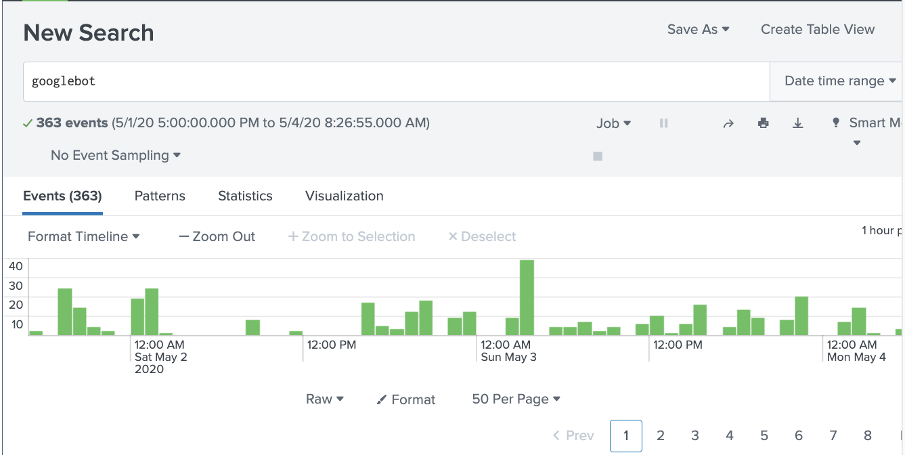 New Search
Save As
Create Table View
googlebot
Date time range
363 events (5/1/20 5:00:00.000 PM to 5/4/20 8:26:55.000 AM)
Job
Smart M
No Event Sampling
Events (363)
Patterns
Statistics
Visualization
Format Timeline
— Zoom Out
+ Zoom to Selection
× Deselect
1 hour p
40
30
20
10
12:00 AM
Sat May 2
2020
12:00 PM
12:00 AM
Sun May 3
12:00 PM
12:00 AM
Mon May 4
Raw
Format
50 Per Page
< Prev
1
2
3
4
5
6
7
8